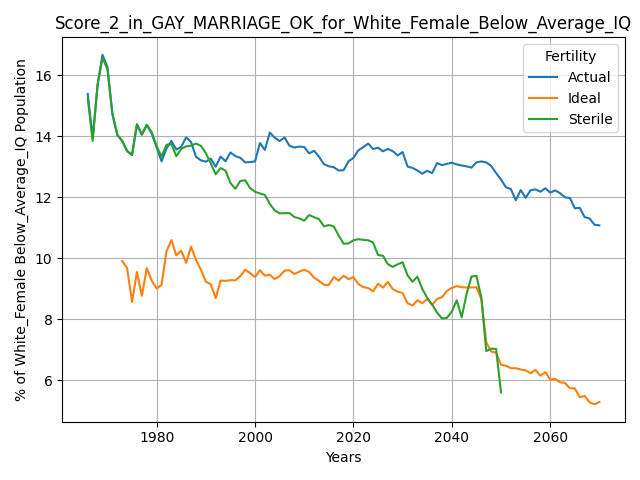 Score_2_in_GAY_MARRIAGE_OK_for_White_Female_Below_Average_IQ
Fertility
Actual
Ideal
Sterile
% of White_Female Below_Average_IQ Population
16
14
12
10
8
6
1980
2000
2020
2040
2060
Years